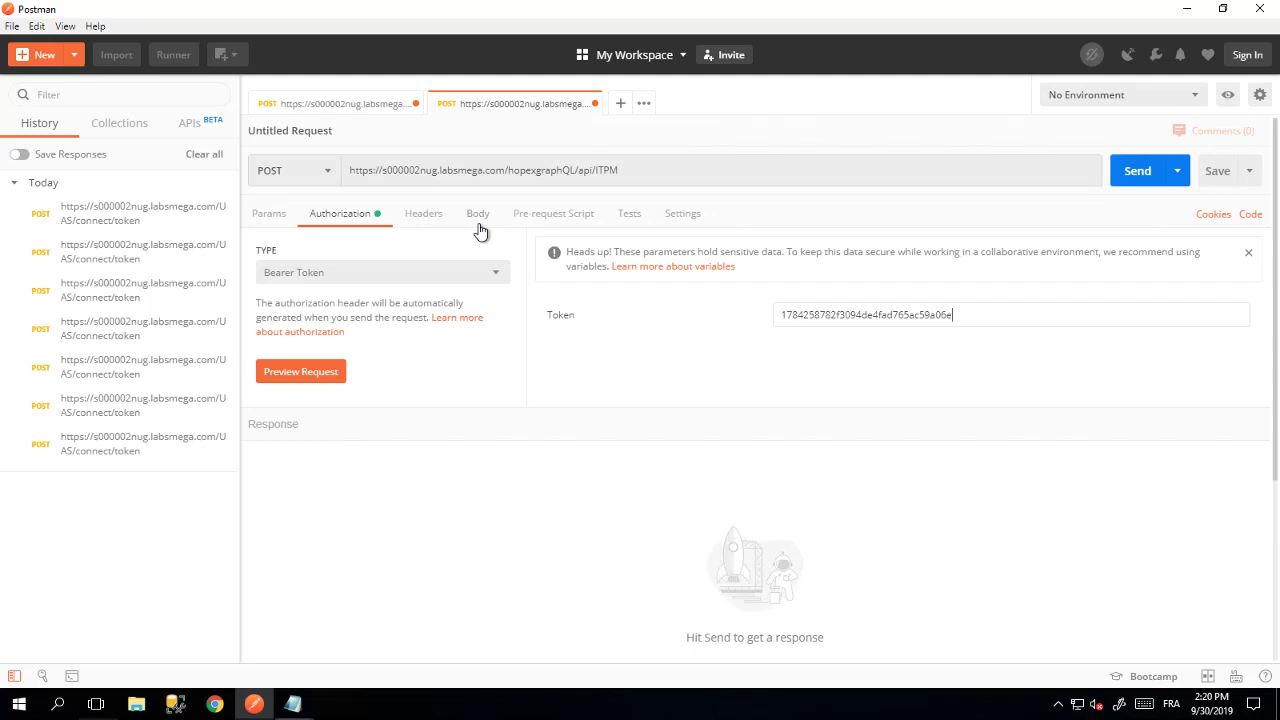 Postman
File Edit View Help
New Import Runner My Workspace Invite Sign In
Filter
History Collections APIs BETA
Save Responses Clear all
Today
POST https://s000002nug.labsmega.com/U
AS/connect/token
POST https://s000002nug.labsmega.com/U
AS/connect/token
POST https://s000002nug.labsmega.com/U
AS/connect/token
POST https://s000002nug.labsmega.com/U
AS/connect/token
POST https://s000002nug.labsmega.com/U
AS/connect/token
POST https://s000002nug.labsmega.com/U
AS/connect/token
POST https://s000002nug.labsmega.com/U
AS/connect/token
POST https://s000002nug.labsmega.... POST https://s000002nug.labsmega.... No Environment
Untitled Request Comments (0)
POST https://s000002nug.labsmega.com/hopexgraphQL/api/ITPM Send Save
Params Authorization Headers Body Pre-request Script Tests Settings Cookies Code
TYPE
Bearer Token
The authorization header will be automatically
generated when you send the request. Learn more
about authorization
Preview Request
Heads up! These parameters hold sensitive data. To keep this data secure while working in a collaborative environment, we recommend using
variables. Learn more about variables
Token 1784258782f3094de4fad765ac59a06e
Response
Hit Send to get a response
Bootcamp
FRA 2:20 PM
9/30/2019